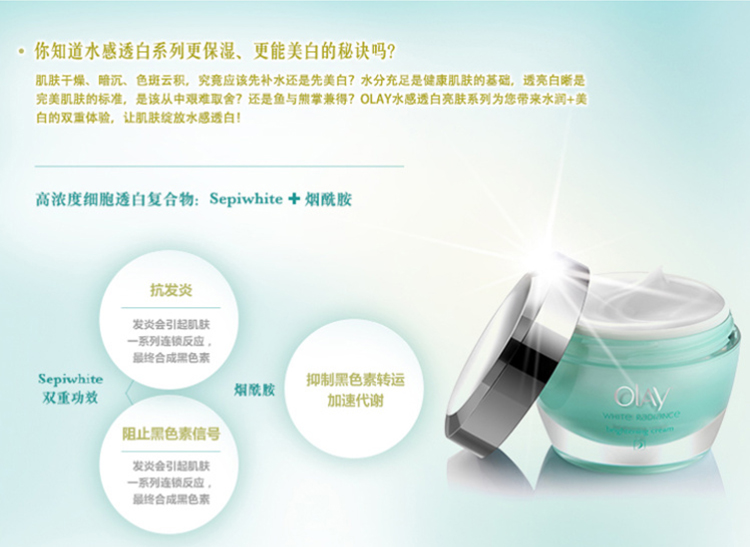 你知道水感透白系列更保湿、更能美白的秘诀吗?
肌肤干燥、暗沉、色斑云积，究竟应该先补水还是先美白？水分充足是健康肌肤的基础，透亮白晰是
完美肌肤的标准，是该从中艰难取舍？还是鱼与熊掌兼得？OLAY水感透白亮肤系列为您带来水润+美
白的双重体验，让肌肤绽放水感透白！
高浓度细胞透白复合物：Sepiwhite + 烟酰胺
抗发炎
发炎会引起肌肤
一系列连锁反应，
最终合成黑色素
Sepiwhite
双重功效
阻止黑色素信号
发炎会引起肌肤
一系列连锁反应，
最终合成黑色素
烟酰胺
抑制黑色素转运
加速代谢
OLAY
WHITE RADIANCE
brightening cream